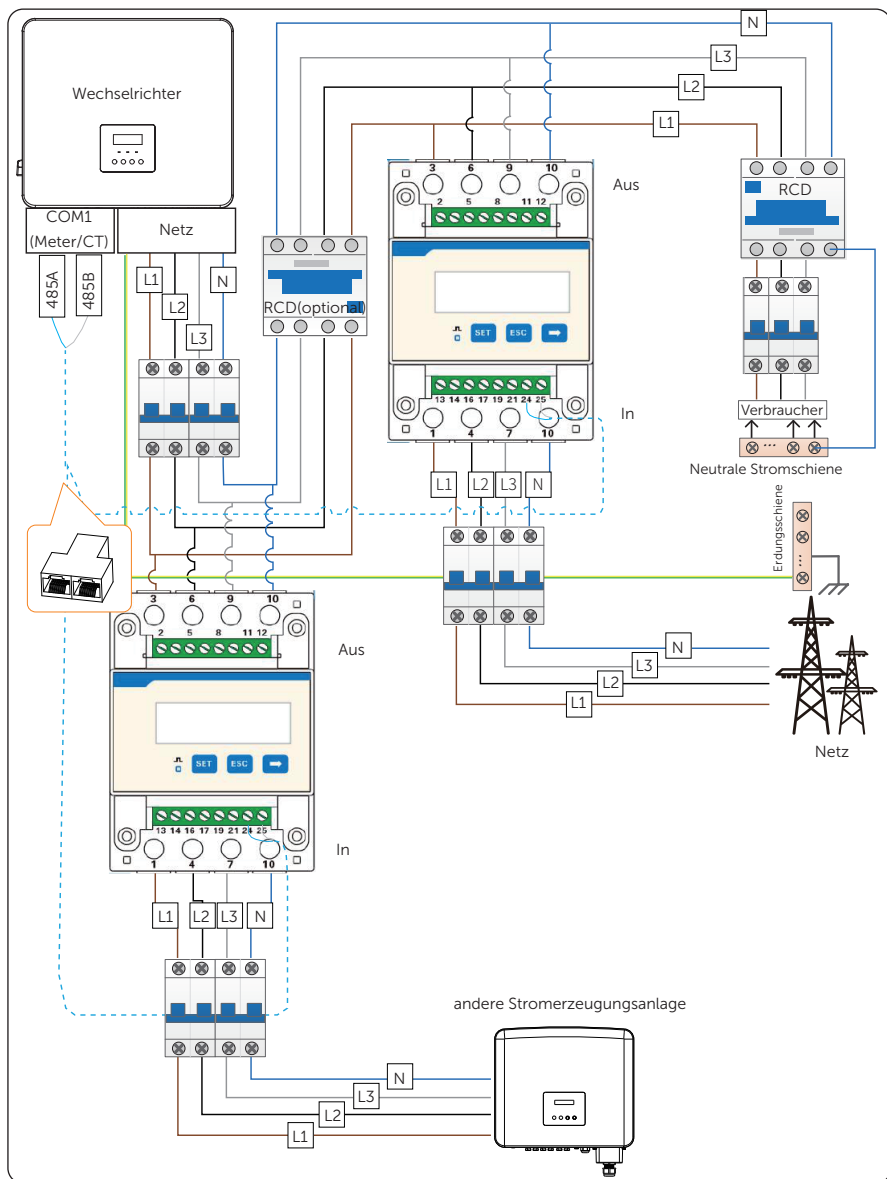 N
L3
L2
L1
Wechselrichter
COM1
(Meter/CT)
Netz
485A
485B
L1
L2
L3
N
RCD(optional)
3 6 9 10
Aus
2 5 8 11 12
SET ESC
13 14 16 17 19 21 24 25
In
1 4 7 10
L1 L2 L3 N
RCD
Verbraucher
Neutrale Stromschiene
Erdungsschiene
N
L3
L2
L1
Netz
3 6 9 10
2 5 8 11 12
Aus
SET ESC
13 14 16 17 19 21 24 25
In
1 4 7 10
L1 L2 L3 N
andere Stromerzeugungsanlage
N
L3
L2
L1